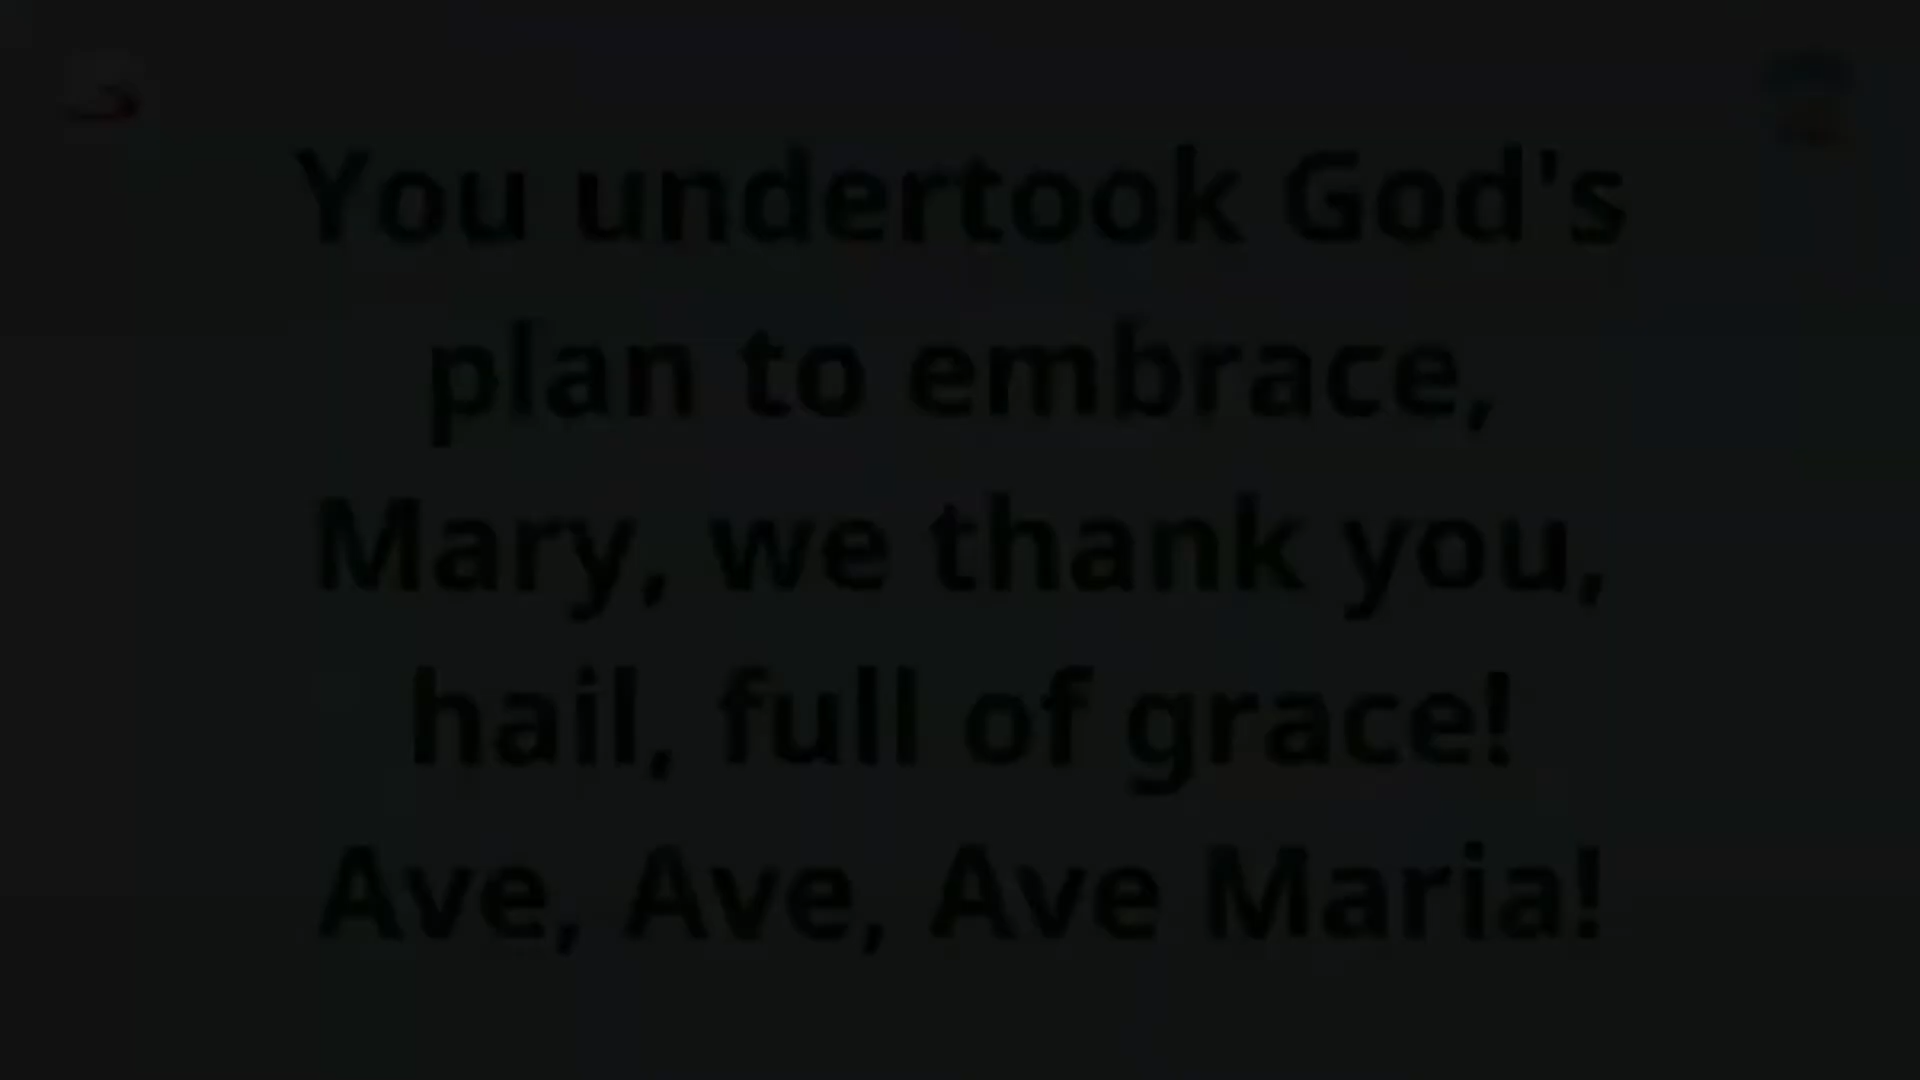 You undertook God's
plan to embrace,
Mary, we thank you,
hail, full of grace!
Ave, Ave, Ave Maria!